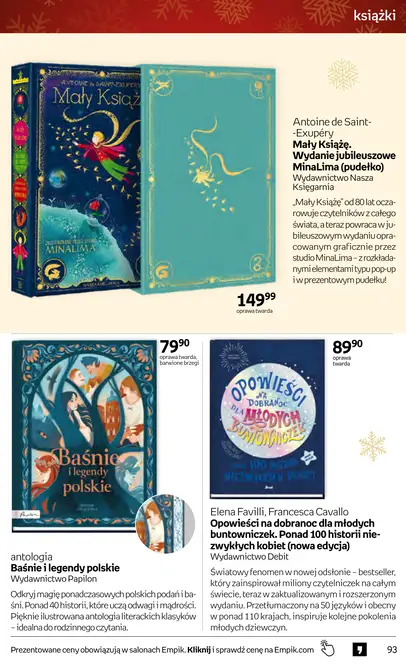 książki
ANTOINE DE SAINT-EXUPÉRY
Mały Książę
MINALIMA
Antoine de Saint-
-Exupéry
Mały Książę.
Wydanie jubileuszowe
MinaLima (pudełko)
Wydawnictwo Nasza
Księgarnia
„Mały Książę” od 80 lat ocza-
rowuje czytelników z całego
świata, a teraz powraca w ju-
bileuszowym wydaniu opra-
cowanym graficznie przez
studio MinaLima – z rozkłada-
nymi elementami typu pop-up
i w prezentowym pudełku!
149⁹⁹
oprawa twarda
79⁹⁰
oprawa twarda,
barwione brzegi
Baśnie
i legendy
polskie
antologia
Baśnie i legendy polskie
Wydawnictwo Papilon
Odkryj magię ponadczasowych polskich podań i ba-
śni. Ponad 40 historii, które uczą odwagi i mądrości.
Pięknie ilustrowana antologia literackich klasyków
– idealna do rodzinnego czytania.
89⁹⁰
oprawa
twarda
OPOWIEŚCI
NA
DOBRANOC
DLA
MŁODYCH
BUNTOWNICZEK
Elena Favilli, Francesca Cavallo
Opowieści na dobranoc dla młodych
buntowniczek. Ponad 100 historii nie-
zwykłych kobiet (nowa edycja)
Wydawnictwo Debit
Światowy fenomen w nowej odsłonie – bestseller,
który zainspirował miliony czytelniczek na całym
świecie, teraz w zaktualizowanym i rozszerzonym
wydaniu. Przetłumaczony na 50 języków i obecny
w ponad 110 krajach, inspiruje kolejne pokolenia
młodych dziewczyn.
Prezentowane ceny obowiązują w salonach Empik. Kliknij i sprawdź cenę na Empik.com
93